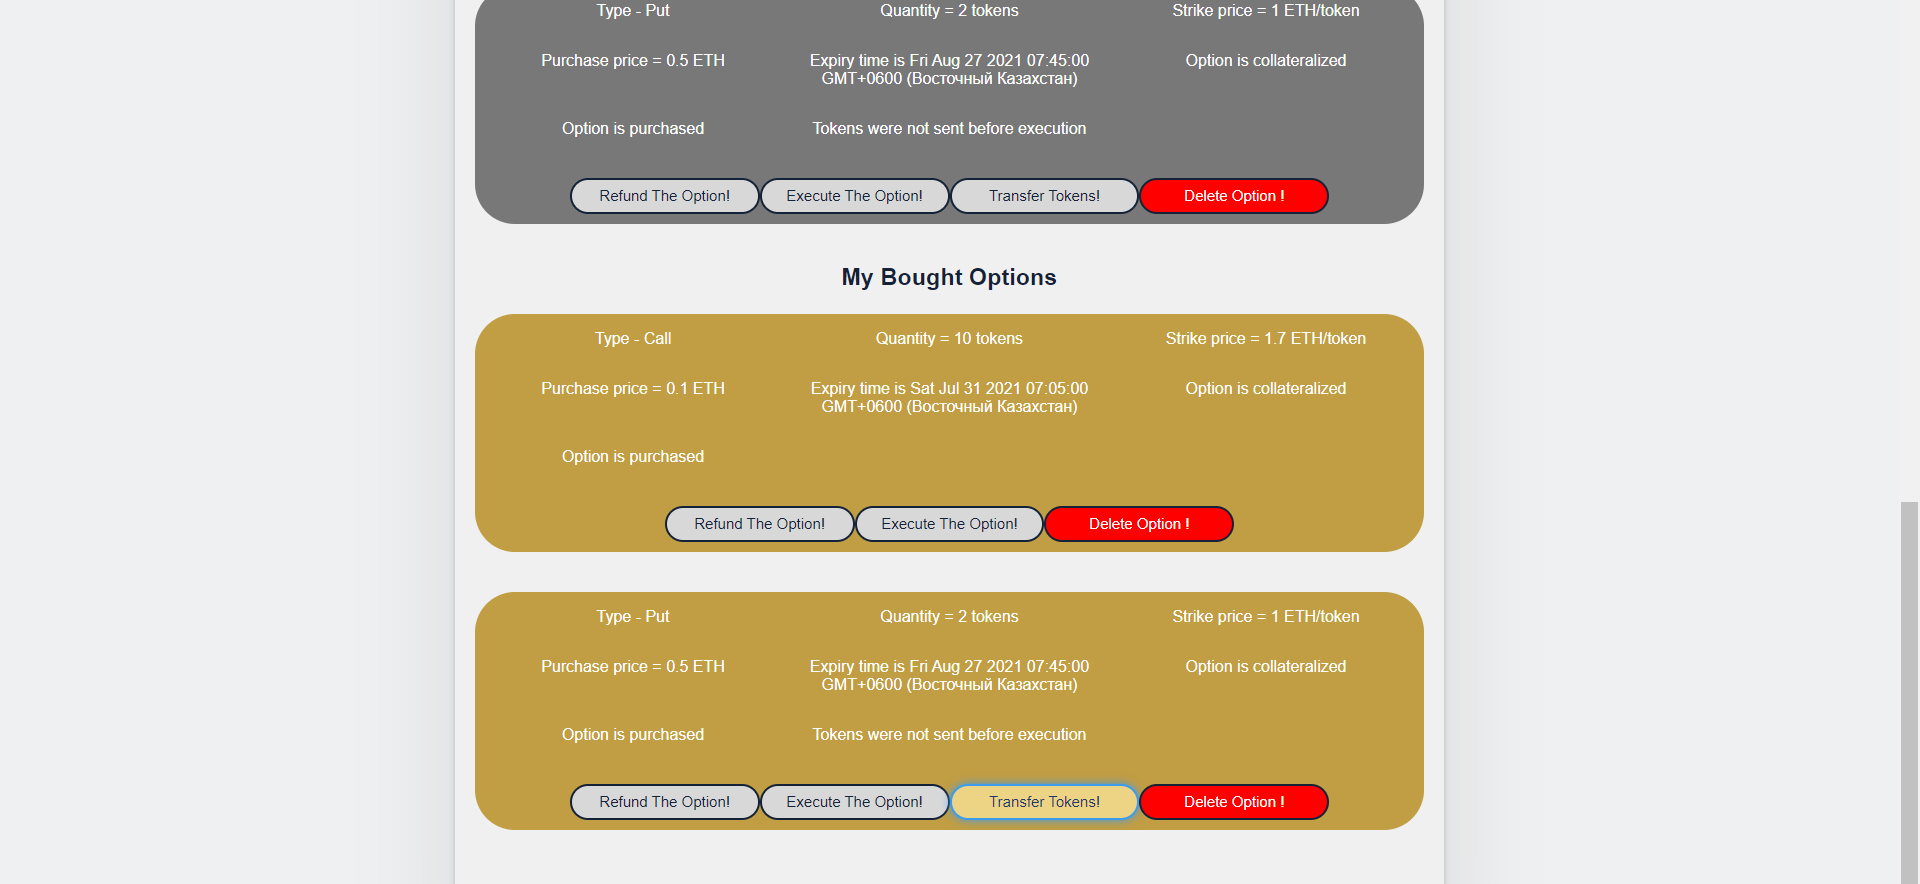 Type - Put
Quantity = 2 tokens
Strike price = 1 ETH/token
Purchase price = 0.5 ETH
Expiry time is Fri Aug 27 2021 07:45:00
GMT+0600 (Восточный Казахстан)
Option is collateralized
Option is purchased
Tokens were not sent before execution
Refund The Option!
Execute The Option!
Transfer Tokens!
Delete Option !
My Bought Options
Type - Call
Quantity = 10 tokens
Strike price = 1.7 ETH/token
Purchase price = 0.1 ETH
Expiry time is Sat Jul 31 2021 07:05:00
GMT+0600 (Восточный Казахстан)
Option is collateralized
Option is purchased
Refund The Option!
Execute The Option!
Delete Option !
Type - Put
Quantity = 2 tokens
Strike price = 1 ETH/token
Purchase price = 0.5 ETH
Expiry time is Fri Aug 27 2021 07:45:00
GMT+0600 (Восточный Казахстан)
Option is collateralized
Option is purchased
Tokens were not sent before execution
Refund The Option!
Execute The Option!
Transfer Tokens!
Delete Option !